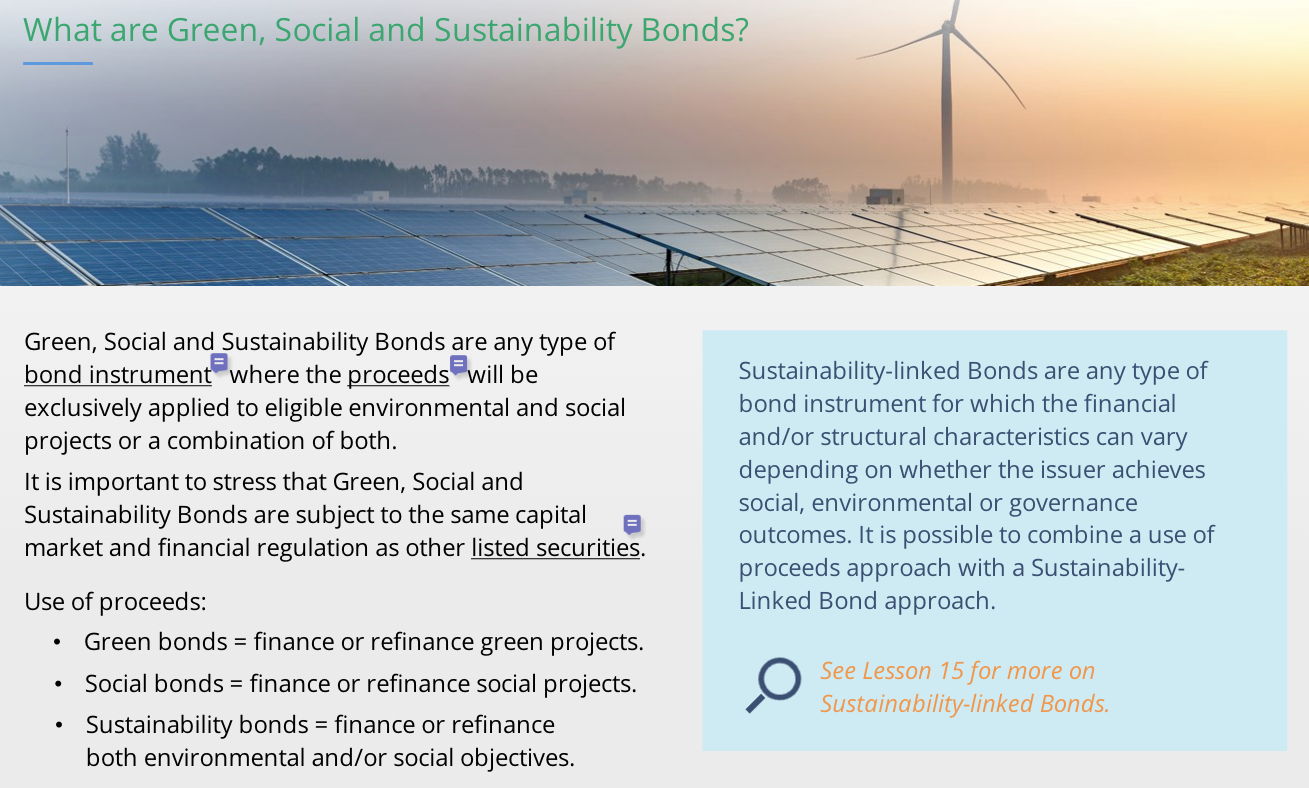 What are Green, Social and Sustainability Bonds?
Green, Social and Sustainability Bonds are any type of
bond instrument where the proceeds will be
exclusively applied to eligible environmental and social
projects or a combination of both.
It is important to stress that Green, Social and
Sustainability Bonds are subject to the same capital
market and financial regulation as other listed securities.
Use of proceeds:
• Green bonds = finance or refinance green projects.
• Social bonds = finance or refinance social projects.
• Sustainability bonds = finance or refinance
both environmental and/or social objectives.
Sustainability-linked Bonds are any type of
bond instrument for which the financial
and/or structural characteristics can vary
depending on whether the issuer achieves
social, environmental or governance
outcomes. It is possible to combine a use of
proceeds approach with a Sustainability-
Linked Bond approach.
See Lesson 15 for more on
Sustainability-linked Bonds.